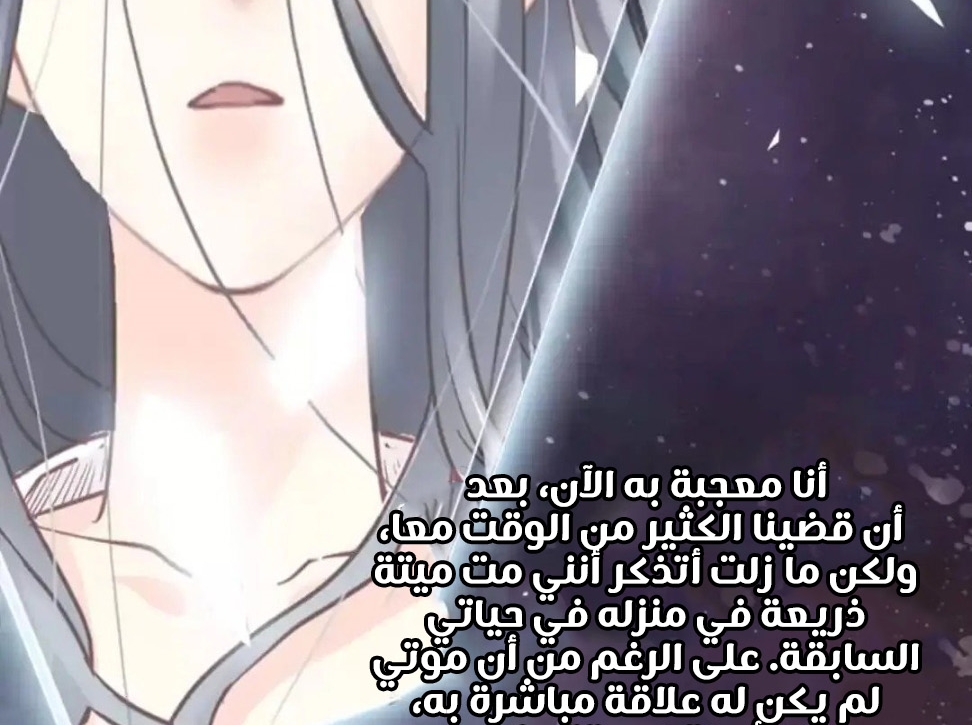 أنا معجبة به الآن، بعد
أن قضينا الكثير من الوقت معا،
ولكن ما زلت أتذكر أنني مت ميتة
ذريعة في منزله في حياتي
السابقة. على الرغم من أن موتي
لم يكن له علاقة مباشرة به،